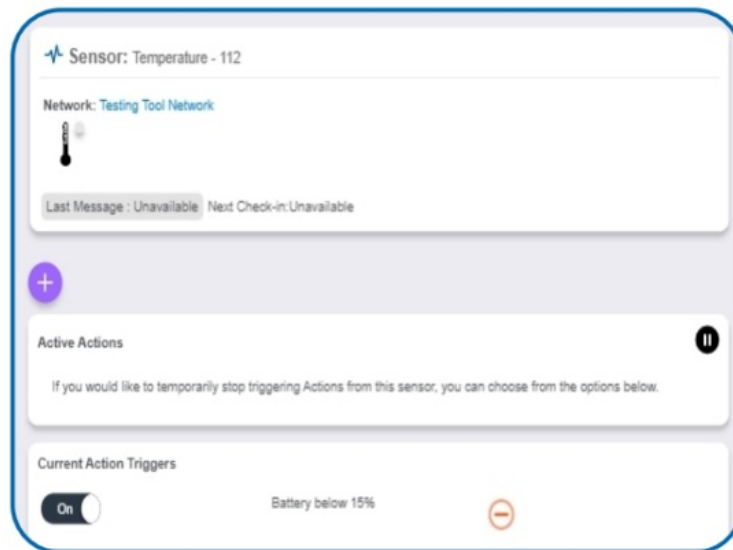 Sensor: Temperature - 112
Network: Testing Tool Network
Last Message : Unavailable Next Check-in:Unavailable
Active Actions
If you would like to temporarily stop triggering Actions from this sensor, you can choose from the options below.
Current Action Triggers
On Battery below 15%